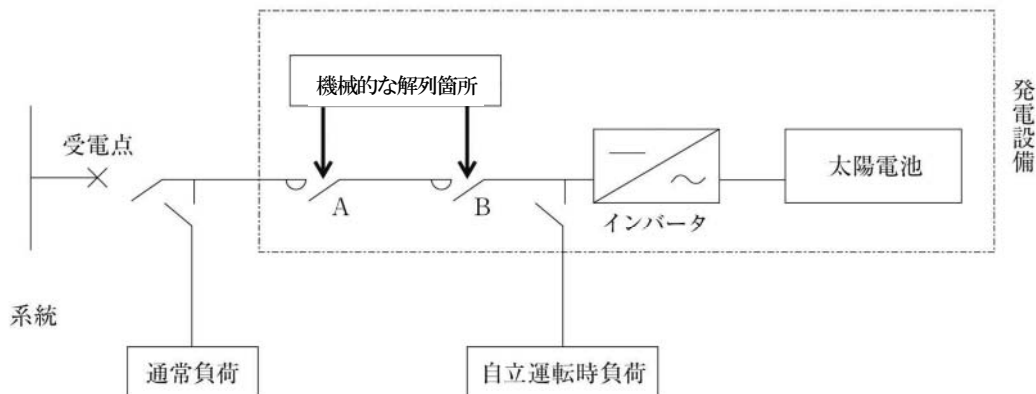 機械的な解列箇所
発電設備
受電点
太陽電池
A
B
インバータ
系統
通常負荷
自立運転時負荷